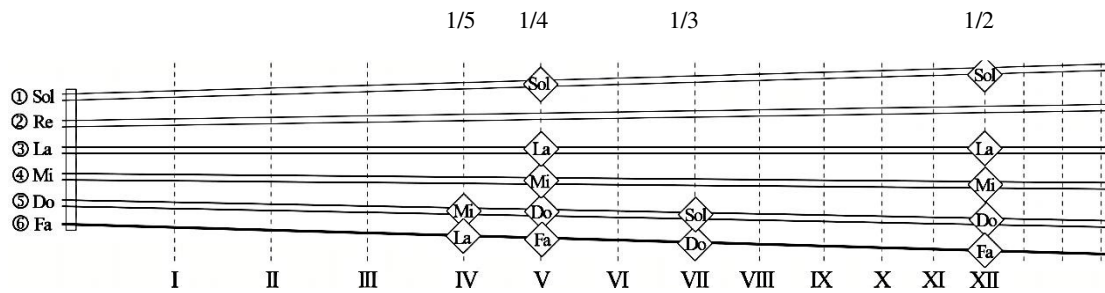 1/5 1/4 1/3 1/2
Sol Sol
① Sol
② Re
③ La La La
④ Mi Mi Mi
⑤ Do Mi Do Sol Do
⑥ Fa La Fa Do Fa
I II III IV V VI VII VIII IX X XI XII